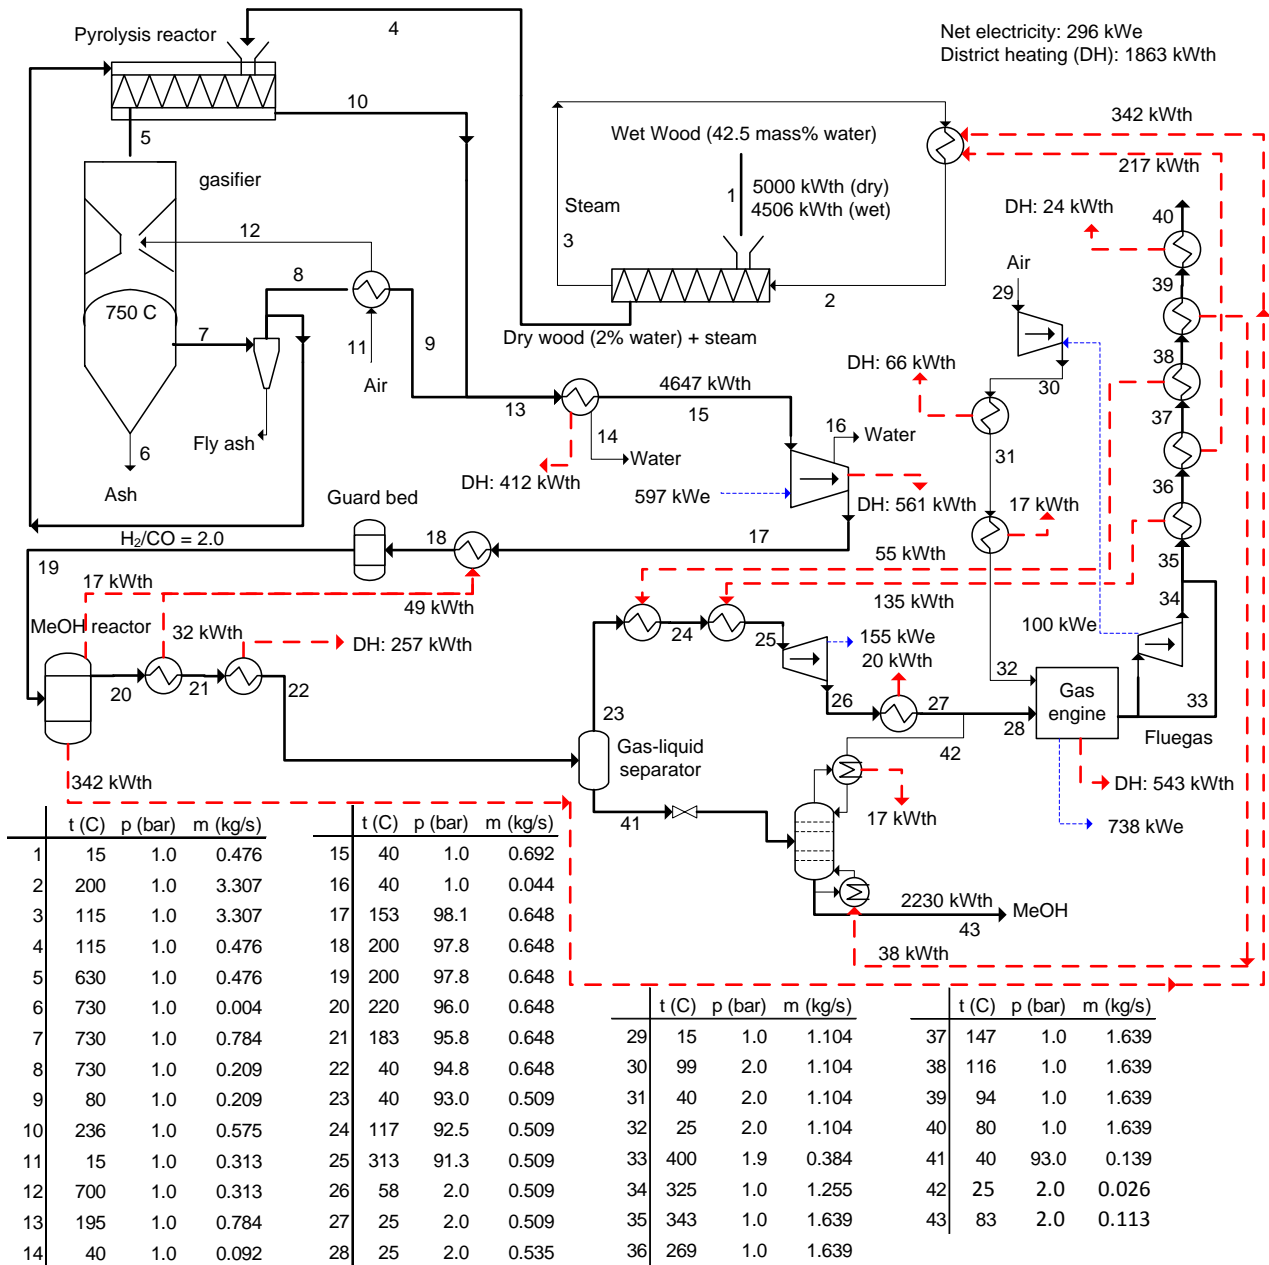 4
Net electricity: 296 kWe
District heating (DH): 1863 kWth
Pyrolysis reactor
10
342 kWth
Wet Wood (42.5 mass% water)
217 kWth
5
gasifier
5000 kWth (dry)
4506 kWth (wet)
1
Steam
DH: 24 kWth
40
12
3
Air
29
39
8
2
750 C
7
Dry wood (2% water) + steam
11
9
Air
DH: 66 kWth
30
38
4647 kWth
13
15
37
Fly ash
6
14
Water
16
Water
31
36
Ash
DH: 412 kWth
597 kWe
DH: 561 kWth
17 kWth
Guard bed
H2/CO = 2.0
18
17
55 kWth
35
19
17 kWth
49 kWth
135 kWth
34
MeOH reactor
32 kWth
DH: 257 kWth
24
25
155 kWe
20 kWth
100 kWe
20
21
22
32
26
27
28
Gas
engine
33
23
Gas-liquid
separator
42
Fluegas
342 kWth
DH: 543 kWth
41
17 kWth
738 kWe
2230 kWth
MeOH
43
38 kWth
t (C) p (bar) m (kg/s)
1 15 1.0 0.476
2 200 1.0 3.307
3 115 1.0 3.307
4 115 1.0 0.476
5 630 1.0 0.476
6 730 1.0 0.004
7 730 1.0 0.784
8 730 1.0 0.209
9 80 1.0 0.209
10 236 1.0 0.575
11 15 1.0 0.313
12 700 1.0 0.313
13 195 1.0 0.784
14 40 1.0 0.092
t (C) p (bar) m (kg/s)
15 40 1.0 0.692
16 40 1.0 0.044
17 153 98.1 0.648
18 200 97.8 0.648
19 200 97.8 0.648
20 220 96.0 0.648
21 183 95.8 0.648
22 40 94.8 0.648
23 40 93.0 0.509
24 117 92.5 0.509
25 313 91.3 0.509
26 58 2.0 0.509
27 25 2.0 0.509
28 25 2.0 0.535
t (C) p (bar) m (kg/s)
29 15 1.0 1.104
30 99 2.0 1.104
31 40 2.0 1.104
32 25 2.0 1.104
33 400 1.9 0.384
34 325 1.0 1.255
35 343 1.0 1.639
36 269 1.0 1.639
t (C) p (bar) m (kg/s)
37 147 1.0 1.639
38 116 1.0 1.639
39 94 1.0 1.639
40 80 1.0 1.639
41 40 93.0 0.139
42 25 2.0 0.026
43 83 2.0 0.113